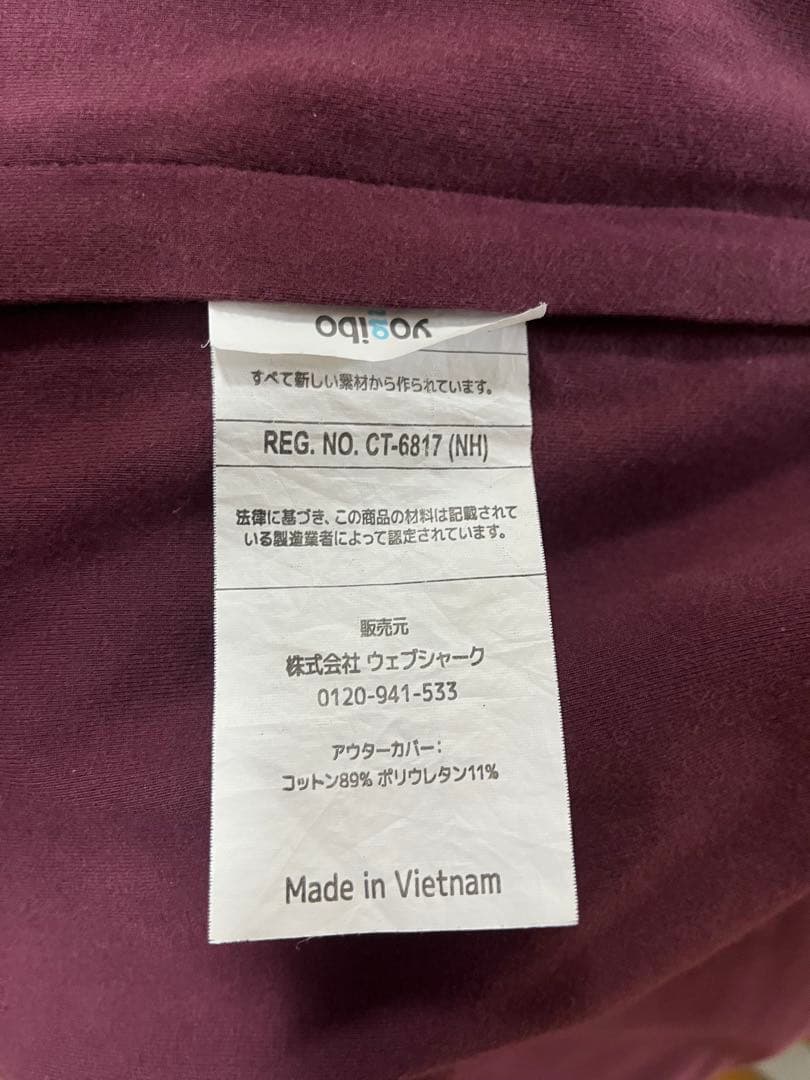 yogibo
すべて新しい素材から作られています。
REG. NO. CT-6817 (NH)
法律に基づき、この商品の材料は記載されて
いる製造業者によって認定されています。
販売元
株式会社 ウェブシャーク
0120-941-533
アウターカバー:
コットン89% ポリウレタン11%
Made in Vietnam